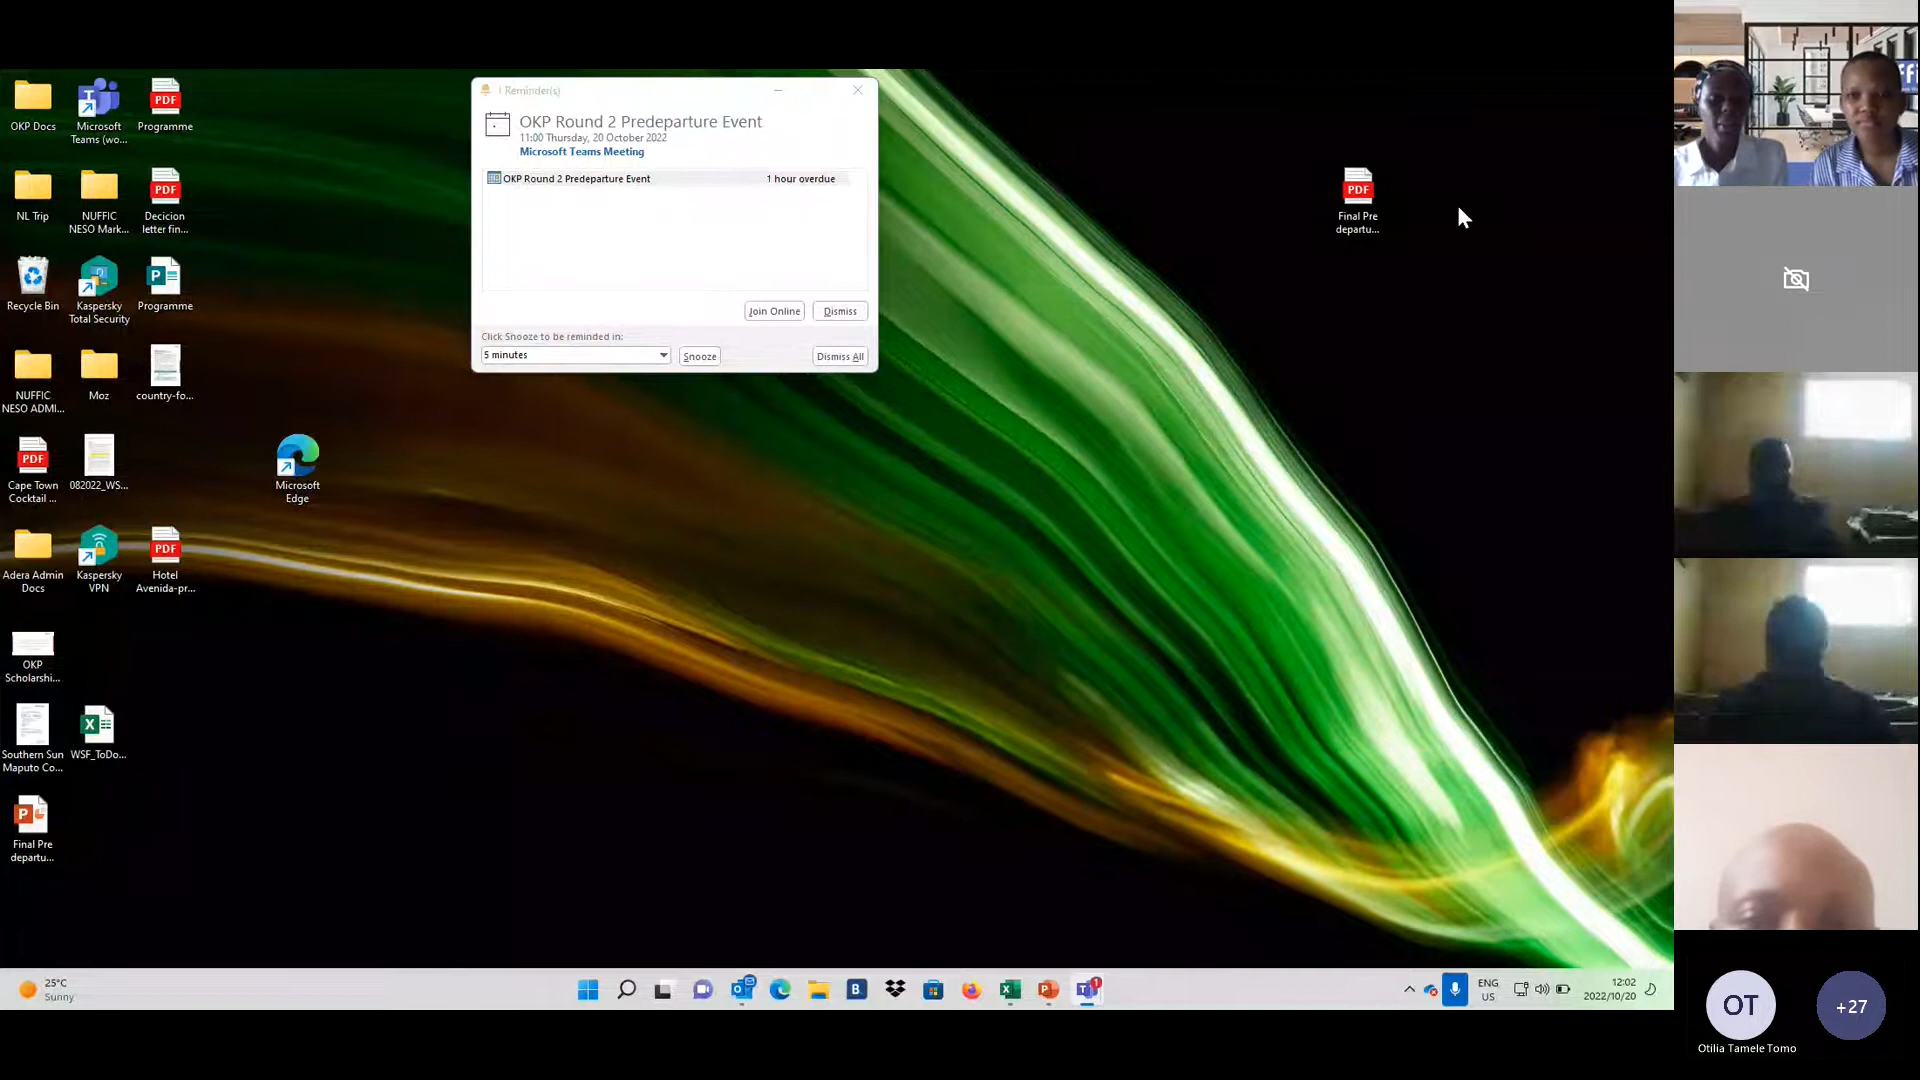 OKP Docs
Microsoft
Teams (wo...
Programme
NL Trip
NUFFIC
NESO Mark...
PDF
Decicion
letter fin...
Recycle Bin
Kaspersky
Total Security
Programme
NUFFIC
NESO ADMI...
Moz
country-fo...
PDF
Cape Town
Cocktail ...
082022_WS...
Microsoft
Edge
Adera Admin
Docs
Kaspersky
VPN
PDF
Hotel
Avenida-pr...
OKP
Scholarshi...
Southern Sun
Maputo Co...
WSF_ToDo...
Final Pre
departu...
1 Reminder(s)
OKP Round 2 Predeparture Event
11:00 Thursday, 20 October 2022
Microsoft Teams Meeting
OKP Round 2 Predeparture Event 1 hour overdue
Join Online Dismiss
Click Snooze to be reminded in:
5 minutes Snooze Dismiss All
PDF
Final Pre
departu...
25°C
Sunny
ENG
US
12:02
2022/10/20
OT
+27
Otilia Tamele Tomo